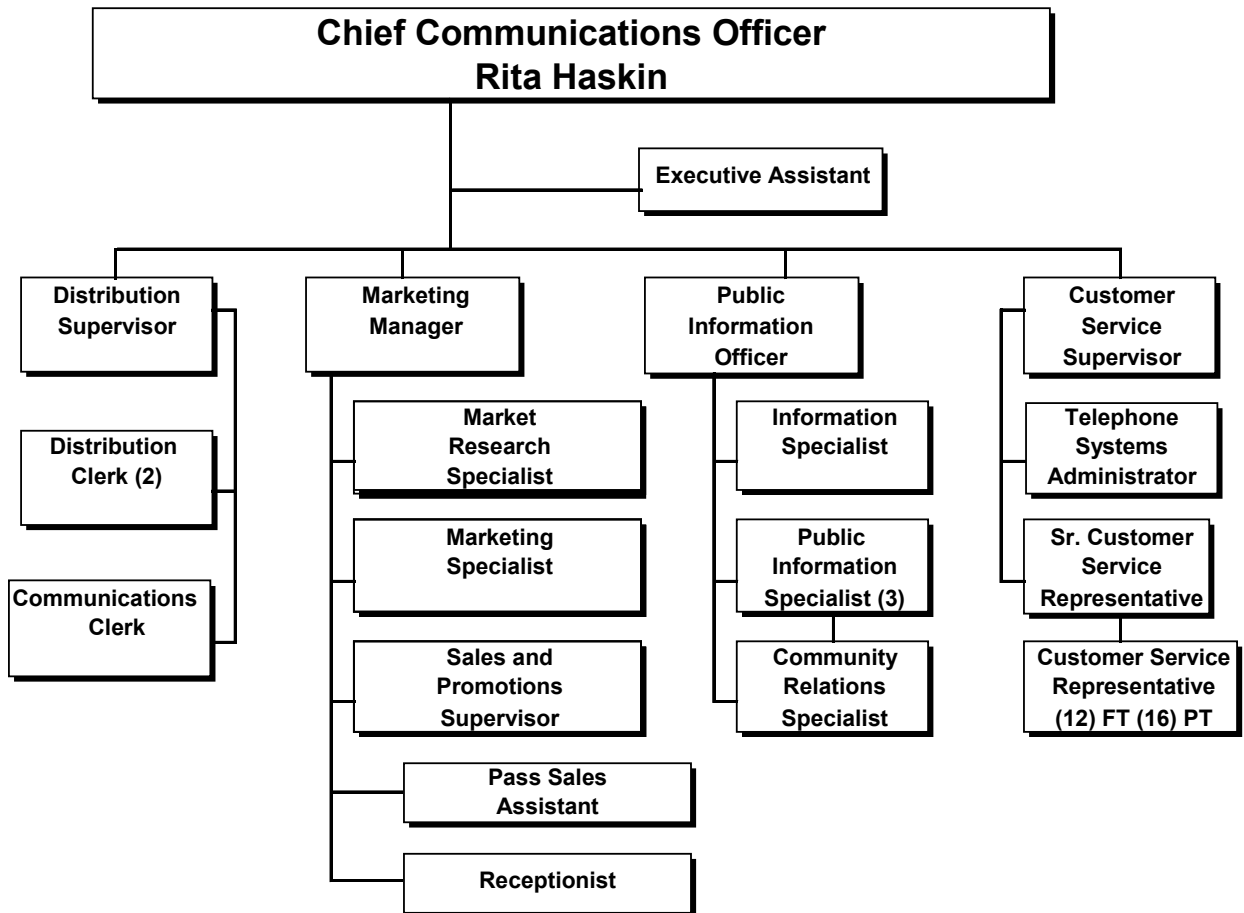 Chief Communications Officer
Rita Haskin
Executive Assistant
Distribution
Supervisor
Distribution
Clerk (2)
Communications
Clerk
Marketing
Manager
Market
Research
Specialist
Marketing
Specialist
Sales and
Promotions
Supervisor
Pass Sales
Assistant
Receptionist
Public
Information
Officer
Information
Specialist
Public
Information
Specialist (3)
Community
Relations
Specialist
Customer
Service
Supervisor
Telephone
Systems
Administrator
Sr. Customer
Service
Representative
Customer Service
Representative
(12) FT (16) PT